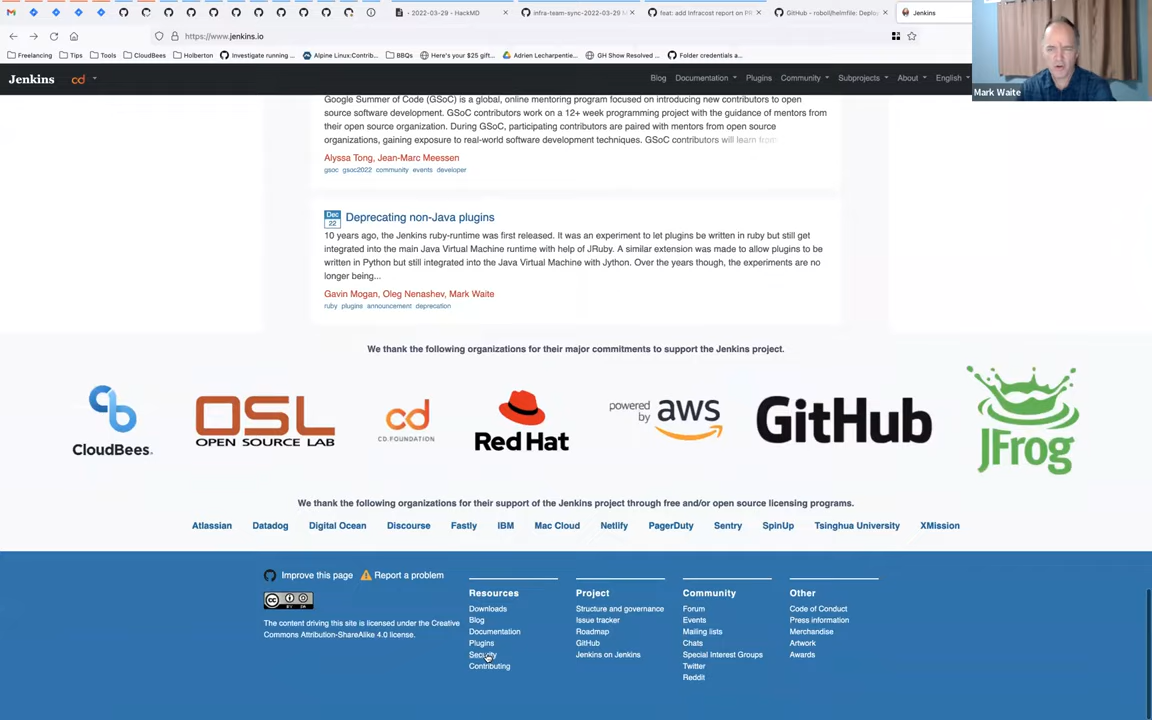 - 2022-03-29 - HackMD
infra-team-sync-2022-03-29 M
feat: add Infracost report on PR
GitHub - roboll/helmfile: Deploy
Jenkins
https://www.jenkins.io
Freelancing
Tips
Tools
CloudBees
Holberton
Investigate running ...
Alpine Linux:Contrib...
BBQs
Here's your $25 gift...
Adrien Lecharpentie...
GH Show Resolved ...
Folder credentials a...
Jenkins
cd
Blog
Documentation
Plugins
Community
Subprojects
About
English
Mark Waite
Google Summer of Code (GSoC) is a global, online mentoring program focused on introducing new contributors to open
source software development. GSoC contributors work on a 12+ week programming project with the guidance of mentors from
their open source organization. During GSoC, participating contributors are paired with mentors from open source
organizations, gaining exposure to real-world software development techniques. GSoC contributors will learn from
Alyssa Tong, Jean-Marc Meessen
gsoc gsoc2022 community events developer
Dec
22
Deprecating non-Java plugins
10 years ago, the Jenkins ruby-runtime was first released. It was an experiment to let plugins be written in ruby but still get
integrated into the main Java Virtual Machine runtime with help of JRuby. A similar extension was made to allow plugins to be
written in Python but still integrated into the Java Virtual Machine with Jython. Over the years though, the experiments are no
longer being...
Gavin Mogan, Oleg Nenashev, Mark Waite
ruby plugins announcement deprecation
We thank the following organizations for their major commitments to support the Jenkins project.
CloudBees.
OSL
OPEN SOURCE LAB
cd
CD.FOUNDATION
Red Hat
powered
by
aws
GitHub
JFrog
We thank the following organizations for their support of the Jenkins project through free and/or open source licensing programs.
Atlassian
Datadog
Digital Ocean
Discourse
Fastly
IBM
Mac Cloud
Netlify
PagerDuty
Sentry
SpinUp
Tsinghua University
XMission
Improve this page
Report a problem
BY SA
The content driving this site is licensed under the Creative
Commons Attribution-ShareAlike 4.0 license.
Resources
Downloads
Blog
Documentation
Plugins
Security
Contributing
Project
Structure and governance
Issue tracker
Roadmap
GitHub
Jenkins on Jenkins
Community
Forum
Events
Mailing lists
Chats
Special Interest Groups
Twitter
Reddit
Other
Code of Conduct
Press information
Merchandise
Artwork
Awards